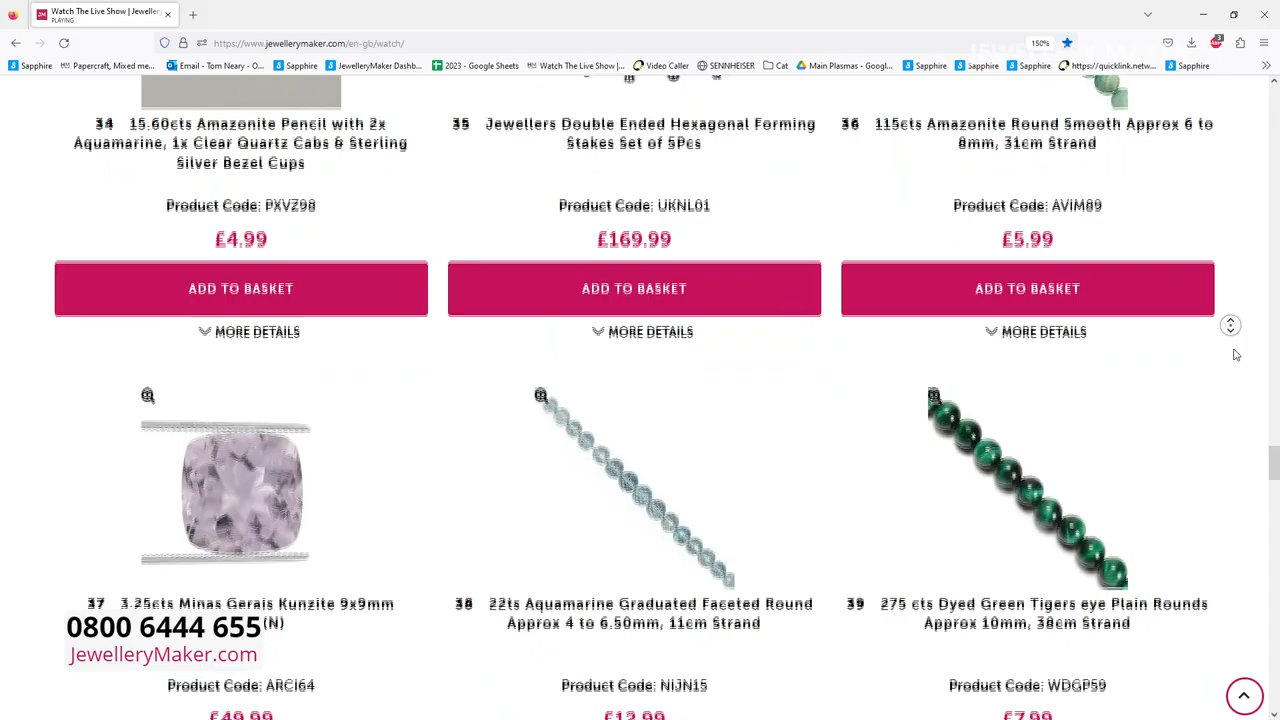 Watch The Live Show | Jeweller
PLAYING
https://www.jewellerymaker.com/en-gb/watch/
150%
Sapphire
Papercraft, Mixed me...
Email - Tom Neary - O...
Sapphire
JewelleryMaker Dashb...
2023 - Google Sheets
Watch The Live Show |...
Video Caller
SENNHEISER
Cat
Main Plasmas - Googl...
Sapphire
Sapphire
Sapphire
https://quicklink.netw...
Sapphire
34 15.60cts Amazonite Pencil with 2x
Aquamarine, 1x Clear Quartz Cabs & Sterling
Silver Bezel Cups
Product Code: PXVZ98
£4.99
ADD TO BASKET
MORE DETAILS
35 Jewellers Double Ended Hexagonal Forming
Stakes Set of 5Pcs
Product Code: UKNL01
£169.99
ADD TO BASKET
MORE DETAILS
36 115cts Amazonite Round Smooth Approx 6 to
8mm, 31cm Strand
Product Code: AVIM89
£5.99
ADD TO BASKET
MORE DETAILS
37 3.25cts Minas Gerais Kunzite 9x9mm
(N)
Product Code: ARCI64
£49.99
38 22ts Aquamarine Graduated Faceted Round
Approx 4 to 6.50mm, 11cm Strand
Product Code: NIJN15
£12.99
39 275 cts Dyed Green Tigers eye Plain Rounds
Approx 10mm, 38cm Strand
Product Code: WDGP59
£7.99
0800 6444 655
JewelleryMaker.com